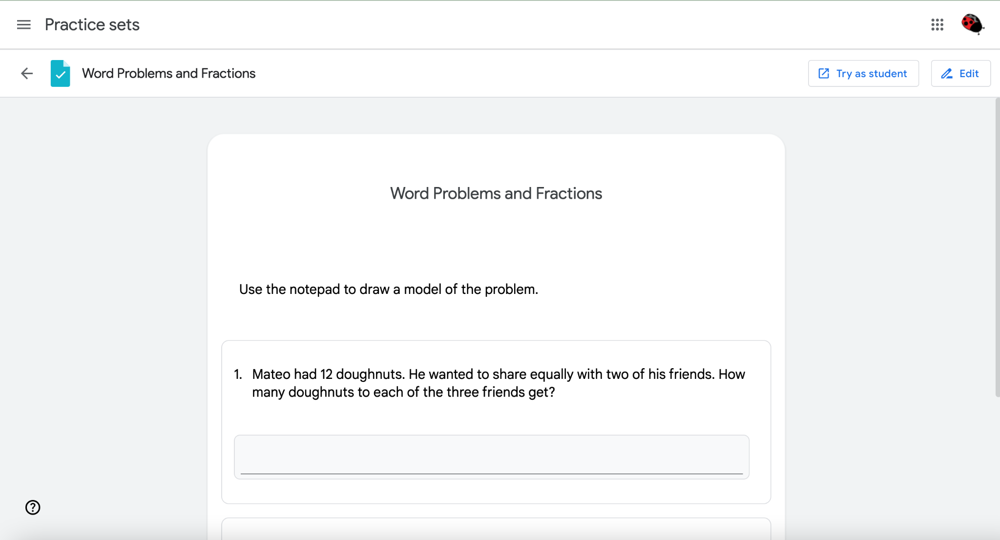 Practice sets
Word Problems and Fractions
Try as student
Edit
Word Problems and Fractions
Use the notepad to draw a model of the problem.
1. Mateo had 12 doughnuts. He wanted to share equally with two of his friends. How
many doughnuts to each of the three friends get?
?